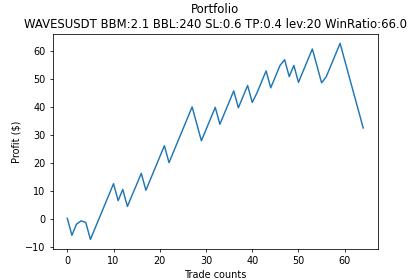 Portfolio
WAVESUSDT BBM:2.1 BBL:240 SL:0.6 TP:0.4 lev:20 WinRatio:66.0
60
50
40
30
20
10
0
−10
Profit ($)
0 10 20 30 40 50 60
Trade counts